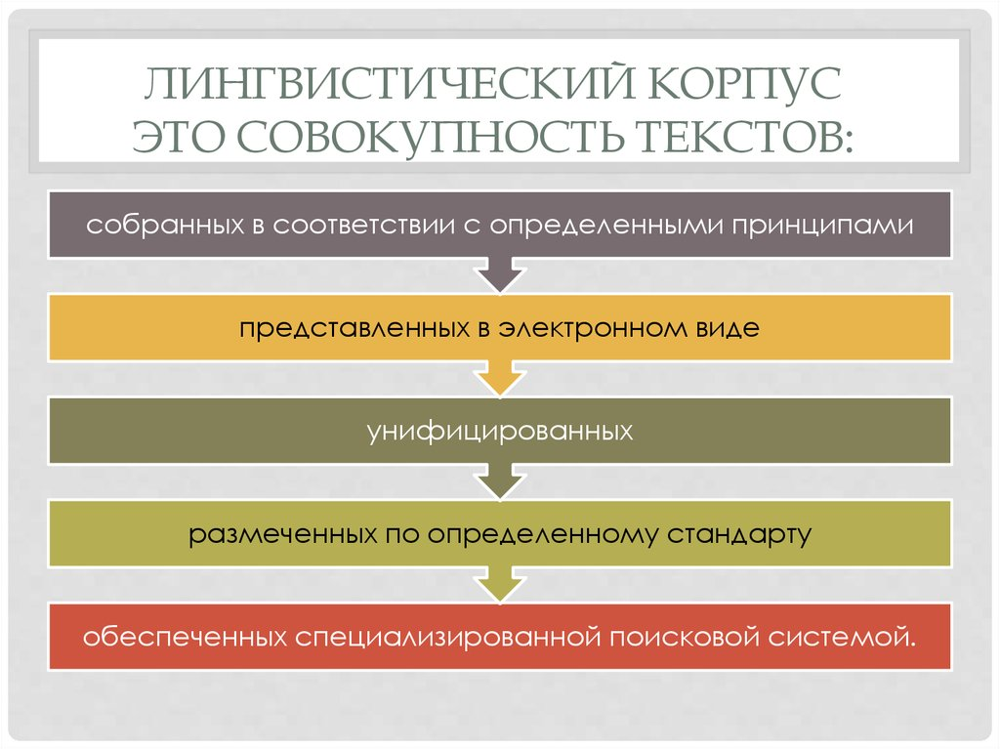 ЛИНГВИСТИЧЕСКИЙ КОРПУС
ЭТО СОВОКУПНОСТЬ ТЕКСТОВ:
собранных в соответствии с определенными принципами
представленных в электронном виде
унифицированных
размеченных по определенному стандарту
обеспеченных специализированной поисковой системой.